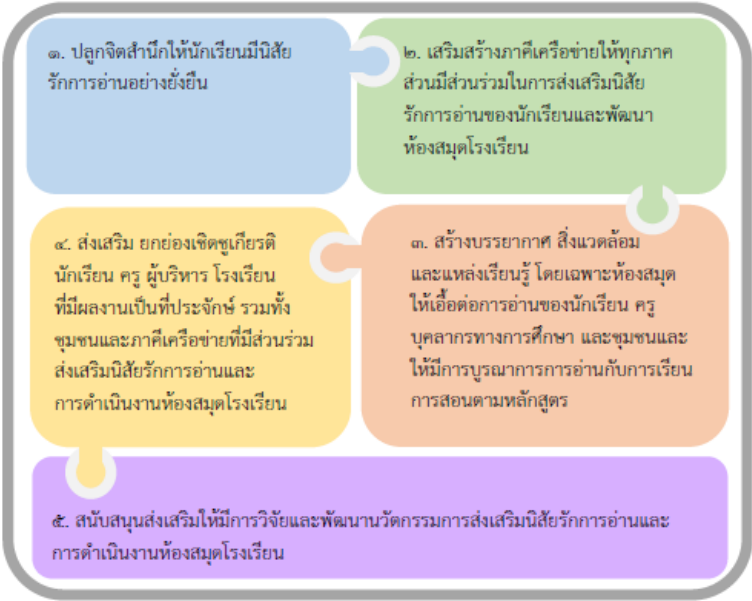 ๑. ปลูกจิตสำนึกให้นักเรียนมีนิสัย
รักการอ่านอย่างยั่งยืน
๒. เสริมสร้างภาคีเครือข่ายให้ทุกภาค
ส่วนมีส่วนร่วมในการส่งเสริมนิสัย
รักการอ่านของนักเรียนและพัฒนา
ห้องสมุดโรงเรียน
๓. สร้างบรรยากาศ สิ่งแวดล้อม
และแหล่งเรียนรู้ โดยเฉพาะห้องสมุด
ให้เอื้อต่อการอ่านของนักเรียน ครู
บุคลากรทางการศึกษา และชุมชนและ
ให้มีการบูรณาการการอ่านกับการเรียน
การสอนตามหลักสูตร
๔. ส่งเสริม ยกย่องเชิดชูเกียรติ
นักเรียน ครู ผู้บริหาร โรงเรียน
ที่มีผลงานเป็นที่ประจักษ์ รวมทั้ง
ชุมชนและภาคีเครือข่ายที่มีส่วนร่วม
ส่งเสริมนิสัยรักการอ่านและ
การดำเนินงานห้องสมุดโรงเรียน
๕. สนับสนุนส่งเสริมให้มีการวิจัยและพัฒนานวัตกรรมการส่งเสริมนิสัยรักการอ่านและ
การดำเนินงานห้องสมุดโรงเรียน